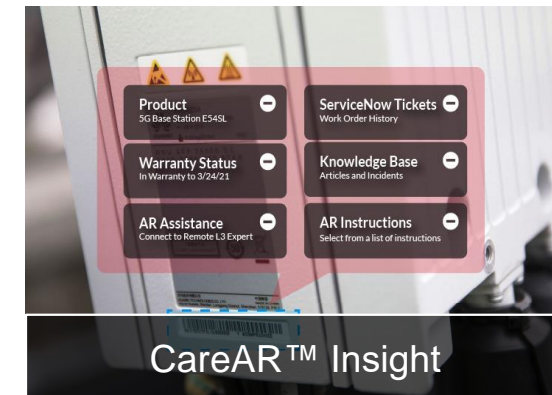 Product
5G Base Station E54SL
ServiceNow Tickets
Work Order History
Warranty Status
In Warranty to 3/24/21
Knowledge Base
Articles and Incidents
AR Assistance
Connect to Remote L3 Expert
AR Instructions
Select from a list of instructions
CareAR™ Insight